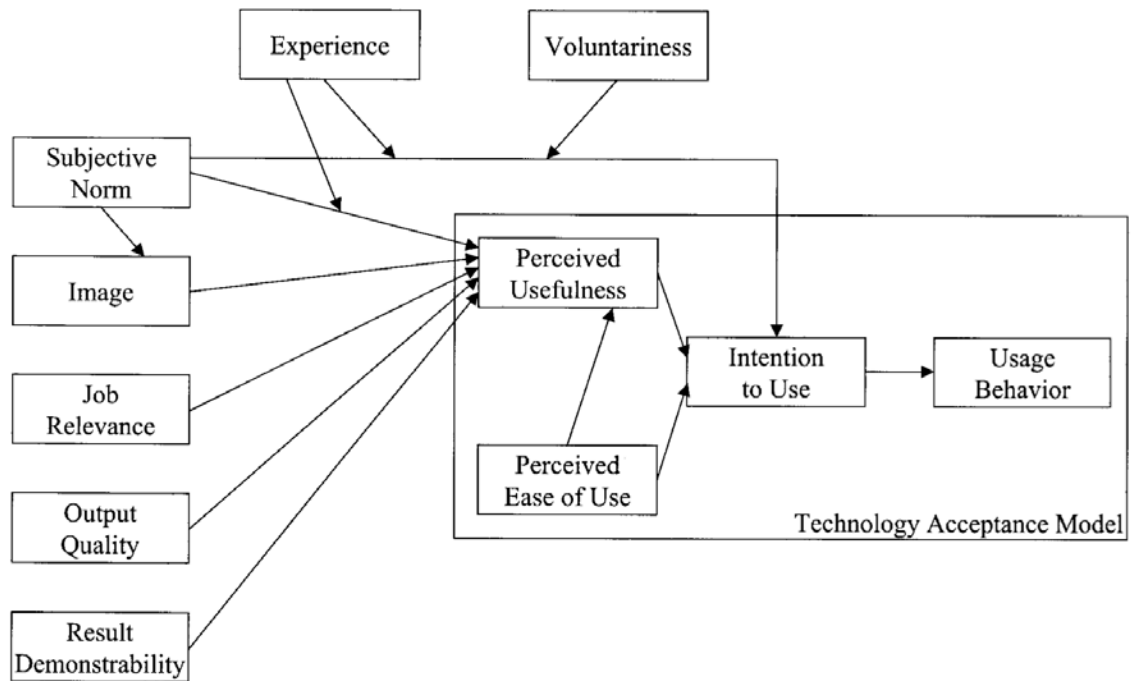 Experience
Voluntariness
Subjective
Norm
Image
Job
Relevance
Output
Quality
Result
Demonstrability
Perceived
Usefulness
Perceived
Ease of Use
Intention
to Use
Usage
Behavior
Technology Acceptance Model